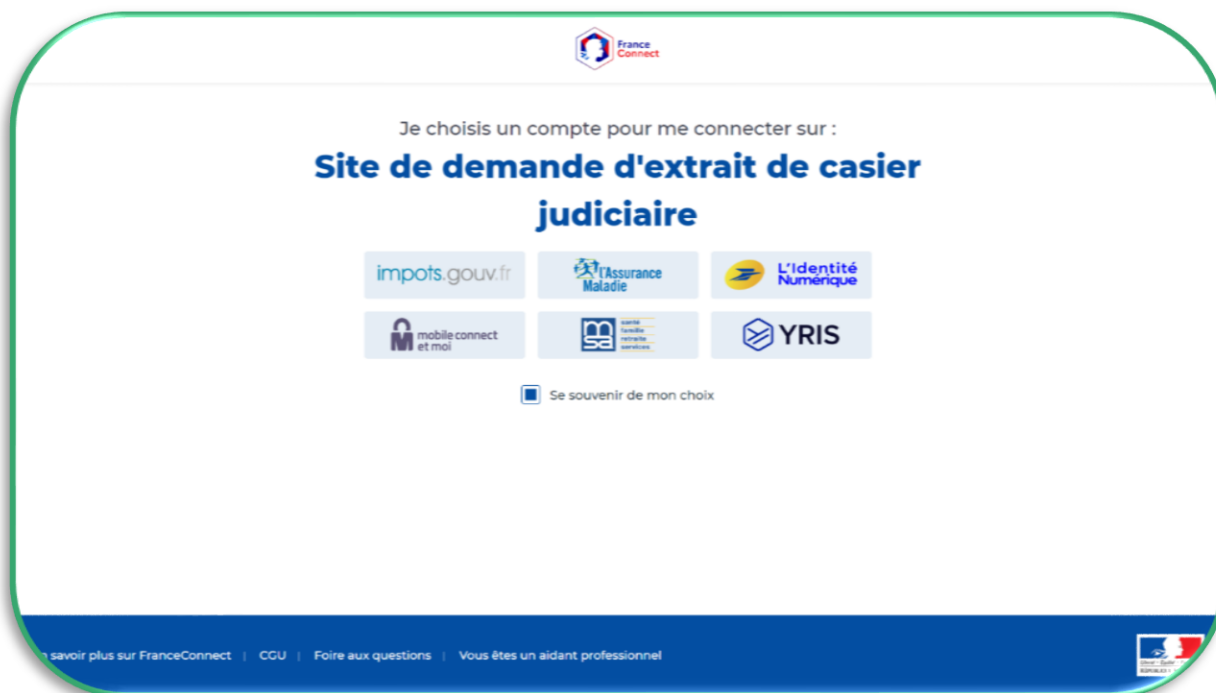 France
Connect
Je choisis un compte pour me connecter sur :
Site de demande d'extrait de casier
judiciaire
impots.gouv.fr
l'Assurance
Maladie
L'Identité
Numérique
mobile connect
et moi
msa
santé
famille
retraite
services
YRIS
Se souvenir de mon choix
savoir plus sur FranceConnect | CGU | Foire aux questions | Vous êtes un aidant professionnel